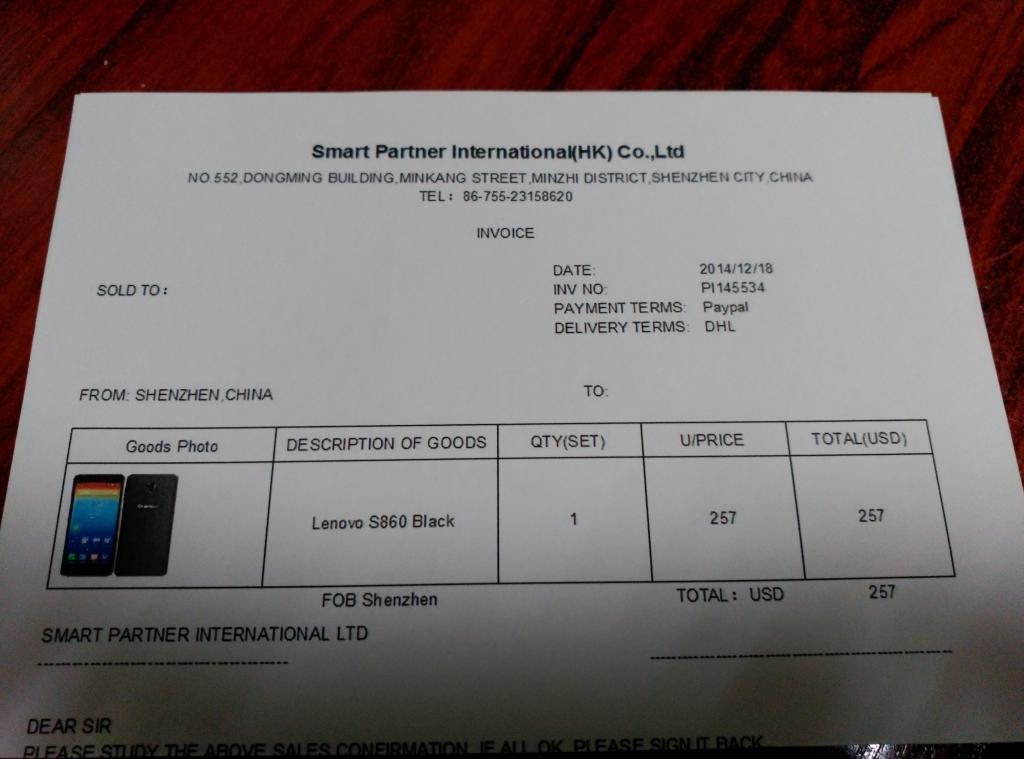 Smart Partner International(HK) Co.,Ltd
NO.552,DONGMING BUILDING,MINKANG STREET,MINZHI DISTRICT,SHENZHEN CITY,CHINA
TEL: 86-755-23158620
INVOICE
DATE: 2014/12/18
SOLD TO:
INV NO: PI145534
PAYMENT TERMS: Paypal
DELIVERY TERMS: DHL
FROM: SHENZHEN,CHINA TO:
Goods Photo DESCRIPTION OF GOODS QTY(SET) U/PRICE TOTAL(USD)
Lenovo S860 Black 1 257 257
FOB Shenzhen TOTAL: USD 257
SMART PARTNER INTERNATIONAL LTD
DEAR SIR
PLEASE STUDY THE ABOVE SALES CONFIRMATION, IF ALL OK, PLEASE SIGN IT BACK